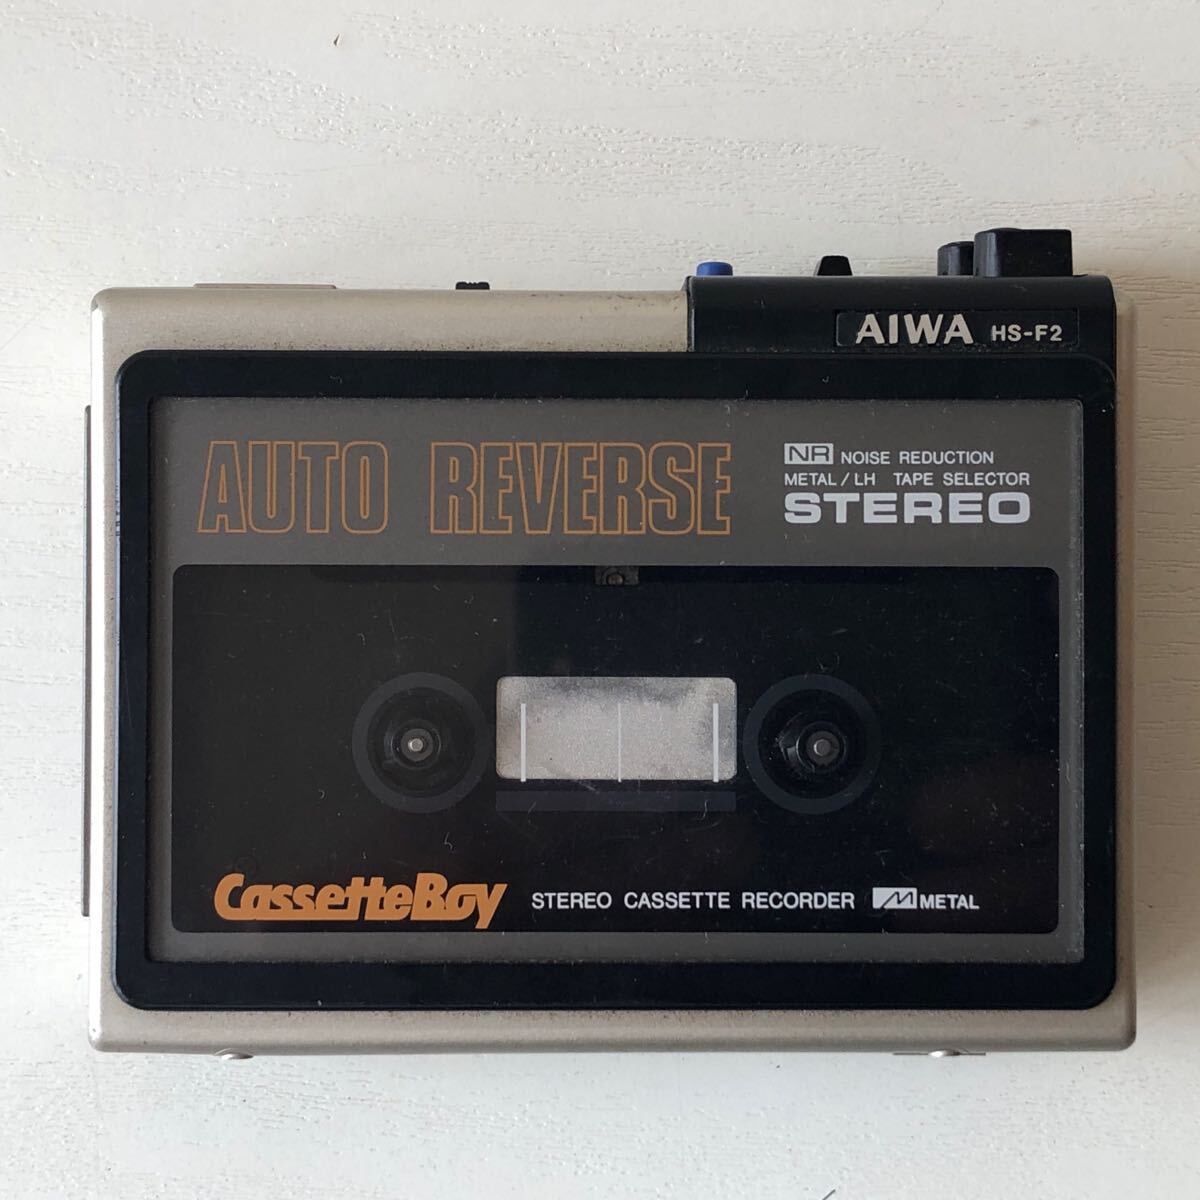 AIWA HS-F2
AUTO REVERSE
NR NOISE REDUCTION
METAL/LH TAPE SELECTOR
STEREO
CassetteBoy STEREO CASSETTE RECORDER METAL